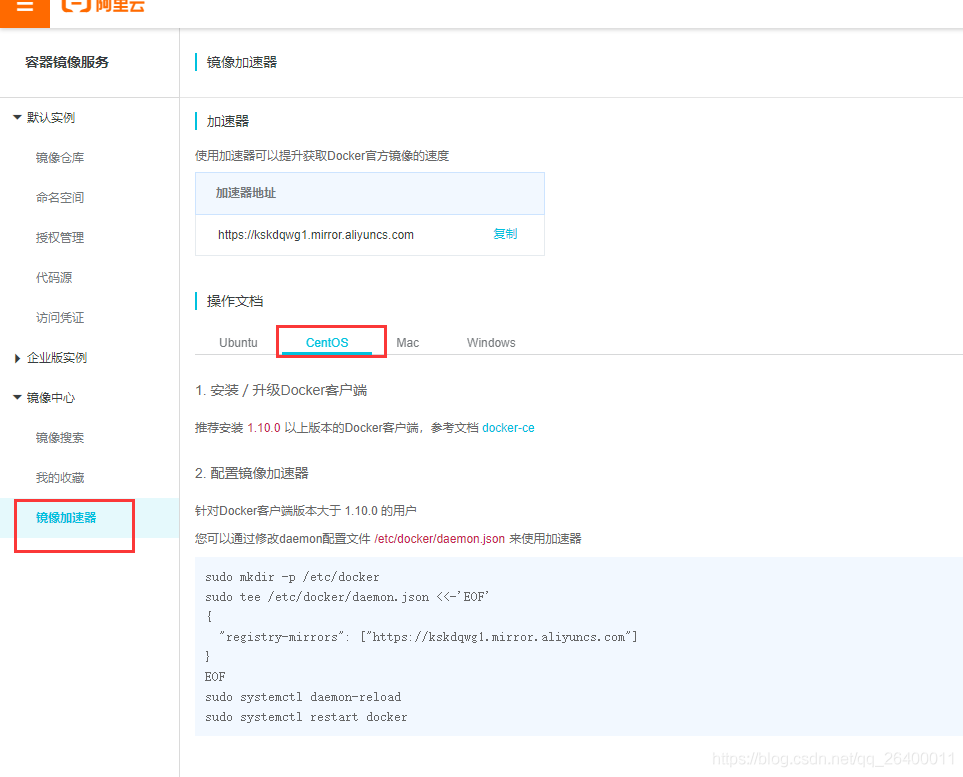 阿里云
容器镜像服务
镜像加速器
默认实例
镜像仓库
命名空间
授权管理
代码源
访问凭证
企业版实例
镜像中心
镜像搜索
我的收藏
镜像加速器
加速器
使用加速器可以提升获取Docker官方镜像的速度
加速器地址
https://kskdqwg1.mirror.aliyuncs.com 复制
操作文档
Ubuntu CentOS Mac Windows
1. 安装 / 升级Docker客户端
推荐安装 1.10.0 以上版本的Docker客户端，参考文档 docker-ce
2. 配置镜像加速器
针对Docker客户端版本大于 1.10.0 的用户
您可以通过修改daemon配置文件 /etc/docker/daemon.json 来使用加速器
sudo mkdir -p /etc/docker
sudo tee /etc/docker/daemon.json <<-'EOF'
{
"registry-mirrors": ["https://kskdqwg1.mirror.aliyuncs.com"]
}
EOF
sudo systemctl daemon-reload
sudo systemctl restart docker
https://blog.csdn.net/qq_26400011